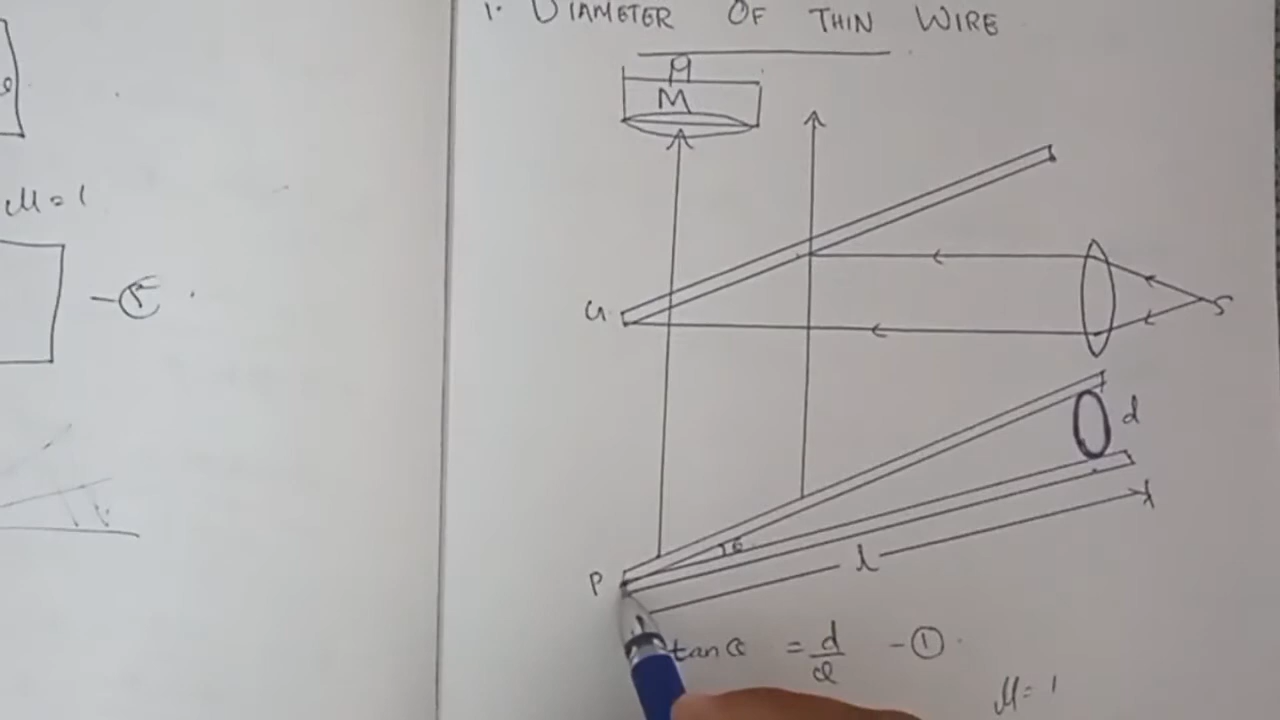 μ = 1
1. DIAMETER OF THIN WIRE
M
G
S
d
α
l
P
tan α = d/l - ①
μ = 1